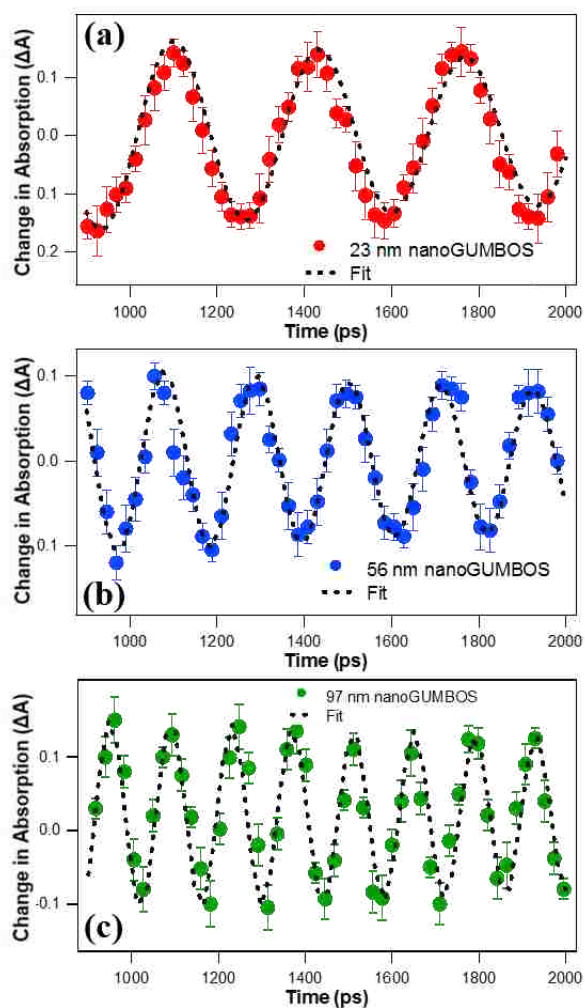 (a)
Change in Absorption (ΔA)
0.1
0.0
0.1
0.2
23 nm nanoGUMBOS
Fit
1000 1200 1400 1600 1800 2000
Time (ps)
Change in Absorption (ΔA)
0.1
0.0
0.1
(b)
56 nm nanoGUMBOS
Fit
1000 1200 1400 1600 1800 2000
Time (ps)
Change in Absorption (ΔA)
97 nm nanoGUMBOS
Fit
0.1
0.0
-0.1
(c)
1000 1200 1400 1600 1800 2000
Time (ps)